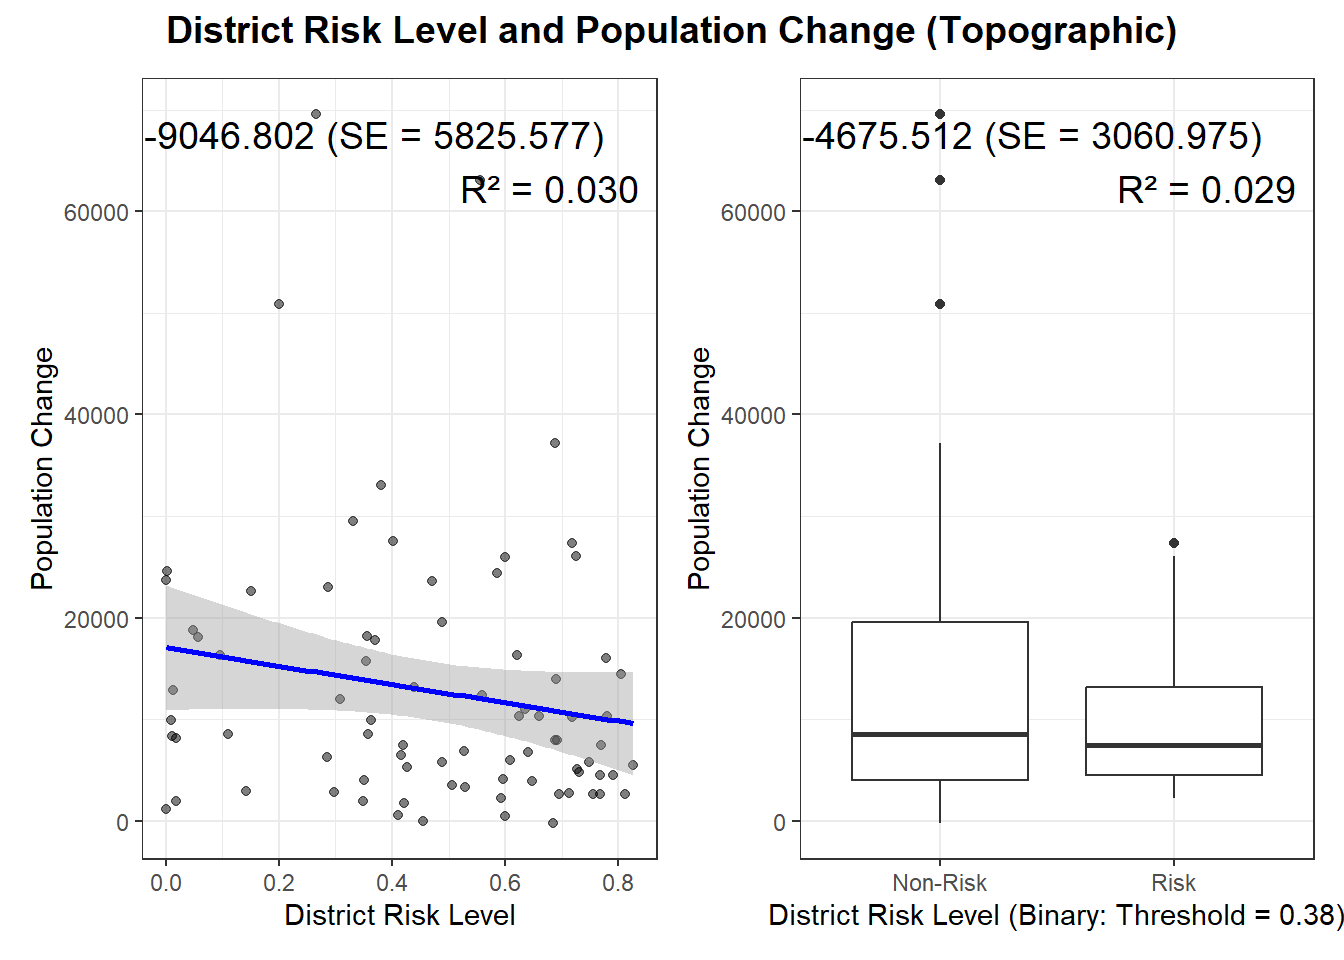 District Risk Level and Population Change (Topographic)
-9046.802 (SE = 5825.577)
R² = 0.030
Population Change
60000
40000
20000
0
0.0 0.2 0.4 0.6 0.8
District Risk Level
-4675.512 (SE = 3060.975)
R² = 0.029
Population Change
60000
40000
20000
0
Non-Risk Risk
District Risk Level (Binary: Threshold = 0.38)